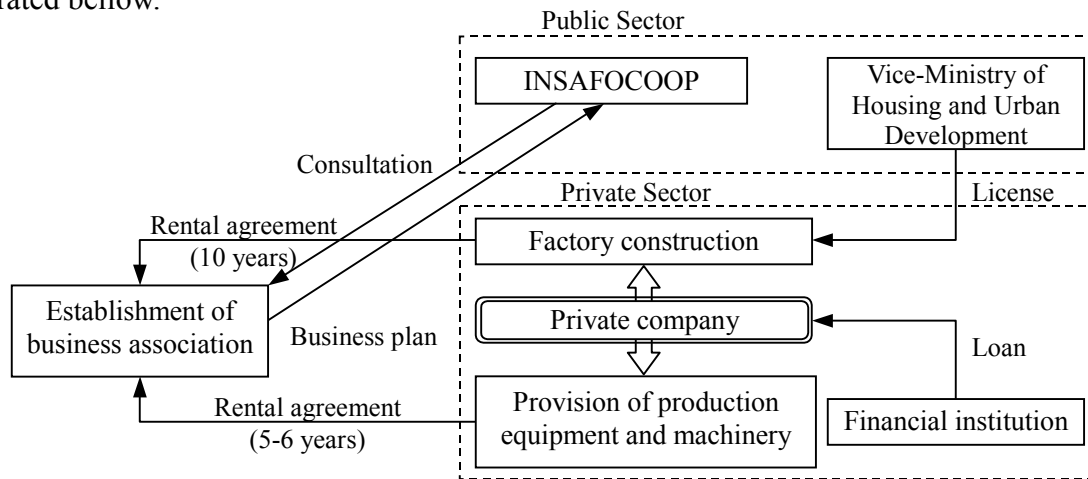 rated bellow.
Public Sector
INSAFOCOOP
Vice-Ministry of
Housing and Urban
Development
Consultation
Private Sector
License
Rental agreement
(10 years)
Factory construction
Establishment of
business association
Private company
Business plan
Loan
Rental agreement
(5-6 years)
Provision of production
equipment and machinery
Financial institution